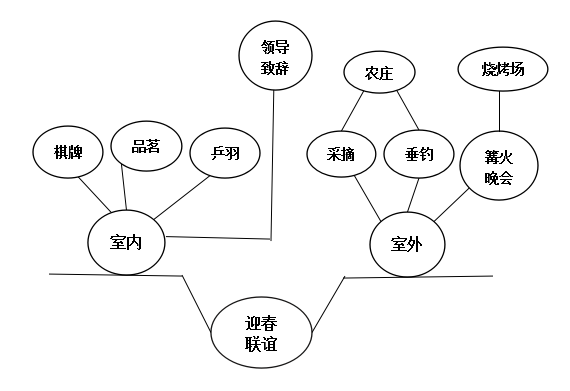 领导
致辞
农庄
烧烤场
棋牌
品茗
乒羽
采摘
垂钓
篝火
晚会
室内
室外
迎春
联谊